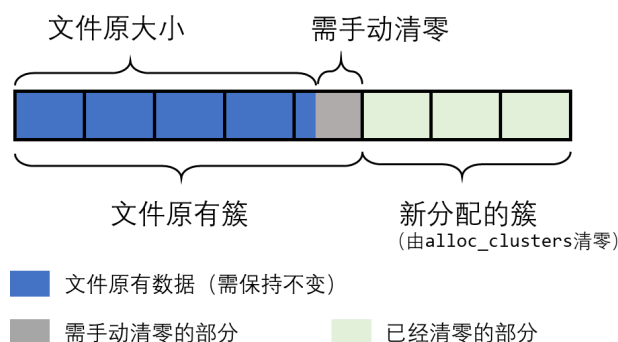 文件原大小 需手动清零
文件原有簇 新分配的簇
（由alloc_clusters清零）
文件原有数据（需保持不变）
需手动清零的部分 已经清零的部分